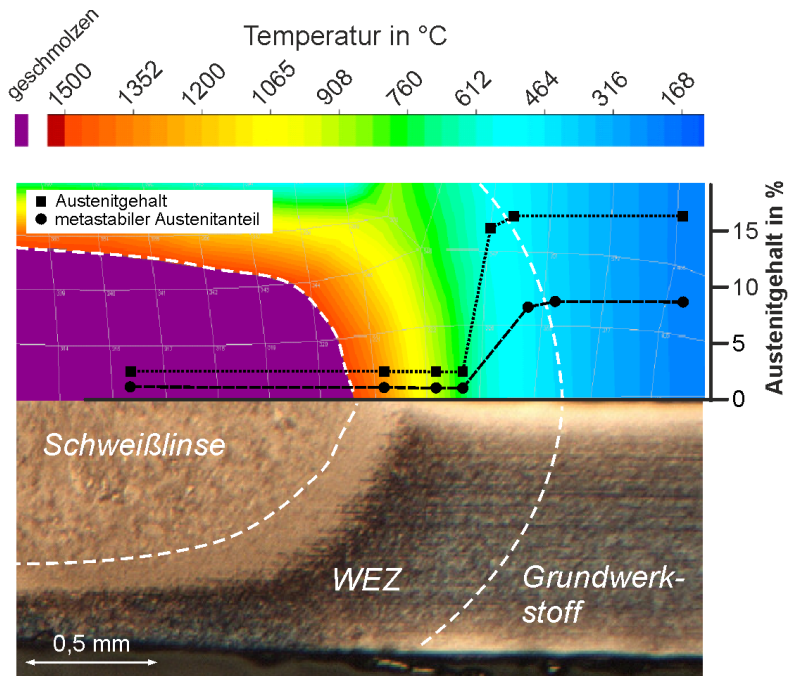 Temperatur in °C
geschmolzen
1500
1352
1200
1065
908
760
612
464
316
168
Austenitgehalt
metastabiler Austenitanteil
15
10
5
0
Austenitgehalt in %
Schweißlinse
WEZ
Grundwerk-
stoff
0,5 mm